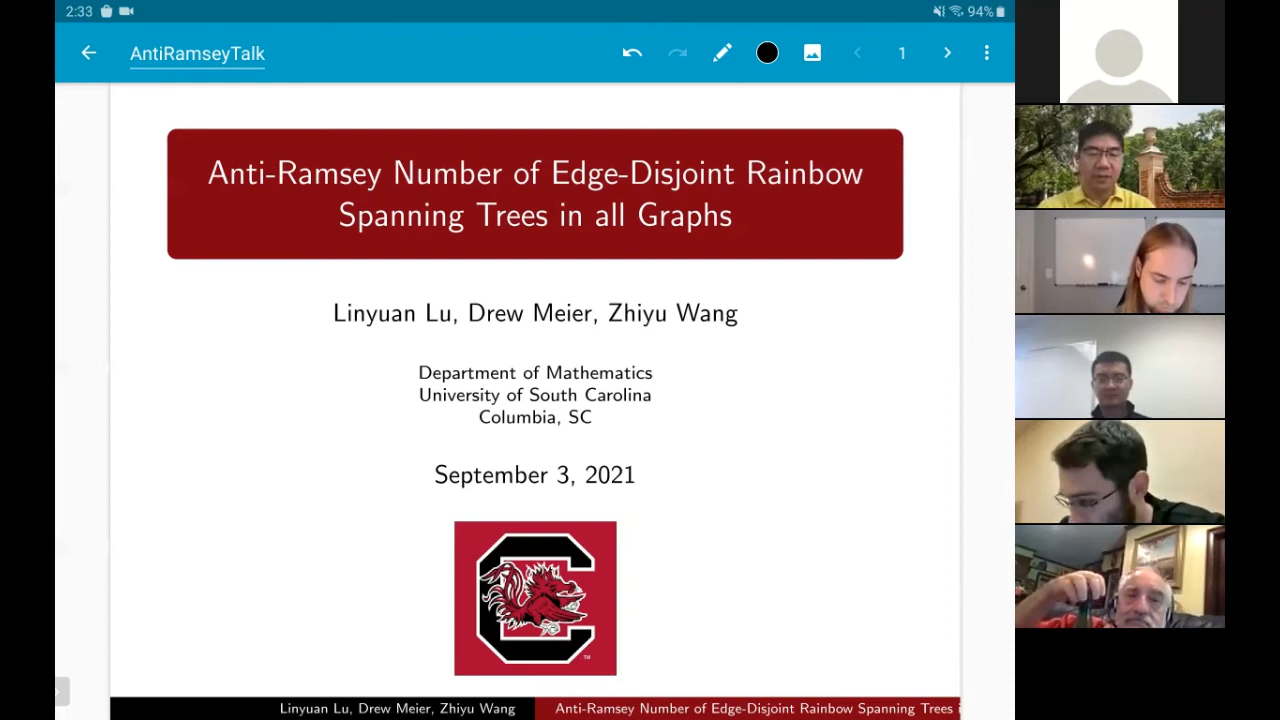 2:33
94%
AntiRamseyTalk
1
Anti-Ramsey Number of Edge-Disjoint Rainbow
Spanning Trees in all Graphs
Linyuan Lu, Drew Meier, Zhiyu Wang
Department of Mathematics
University of South Carolina
Columbia, SC
September 3, 2021
TM
Linyuan Lu, Drew Meier, Zhiyu Wang
Anti-Ramsey Number of Edge-Disjoint Rainbow Spanning Trees i